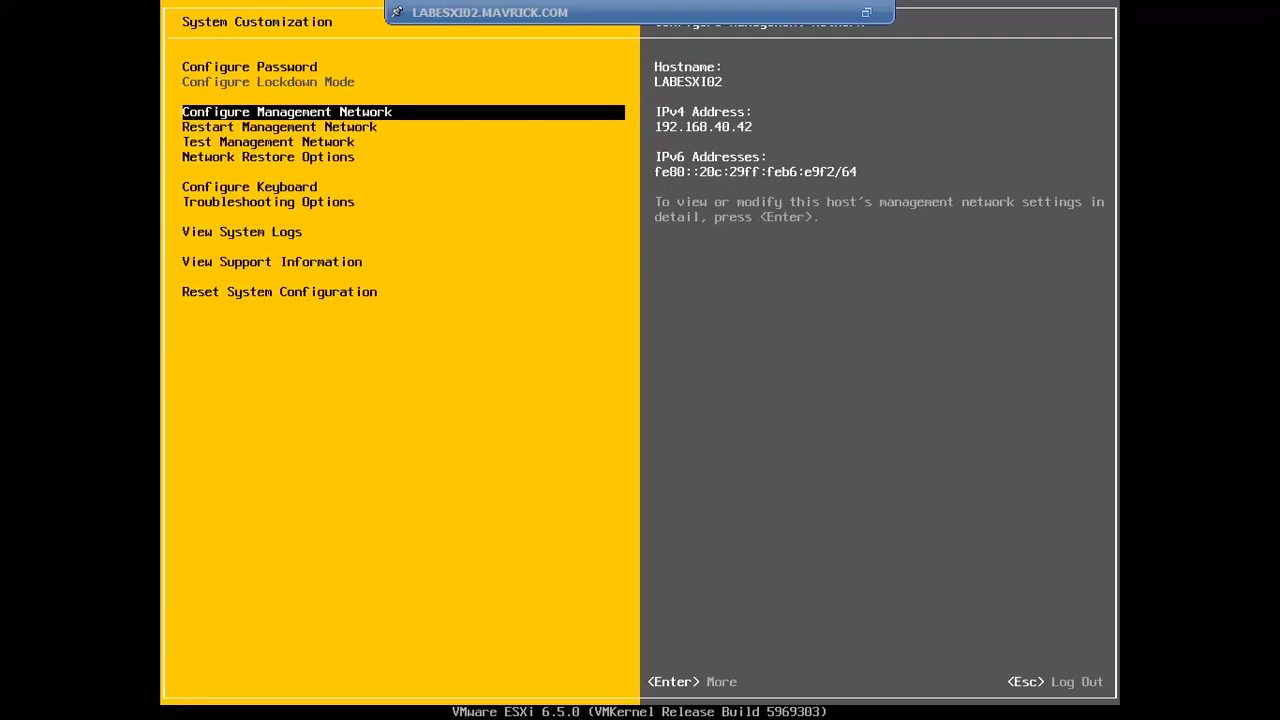 LABESXI02.MAVRICK.COM
System Customization
Configure Password
Configure Lockdown Mode
Configure Management Network
Restart Management Network
Test Management Network
Network Restore Options
Configure Keyboard
Troubleshooting Options
View System Logs
View Support Information
Reset System Configuration
Hostname:
LABESXI02
IPv4 Address:
192.168.40.42
IPv6 Addresses:
fe80::20c:29ff:feb6:e9f2/64
To view or modify this host's management network settings in
detail, press <Enter>.
<Enter> More
<Esc> Log Out
VMware ESXi 6.5.0 (VMKernel Release Build 5969303)